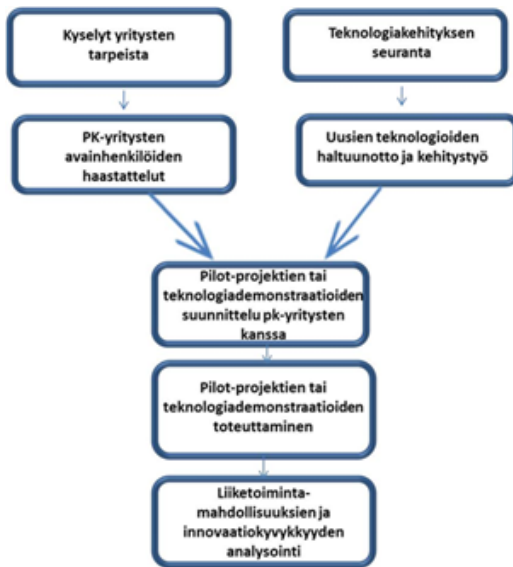 Kyselyt yritysten
tarpeista
Teknologiakehityksen
seuranta
PK-yritysten
avainhenkilöiden
haastattelut
Uusien teknologioiden
haltuunotto ja kehitystyö
Pilot-projektien tai
teknologiademonstraatioiden
suunnittelu pk-yritysten
kanssa
Pilot-projektien tai
teknologiademonstraatioiden
toteuttaminen
Liiketoiminta-
mahdollisuuksien ja
innovaatiokyvykkyyden
analysointi